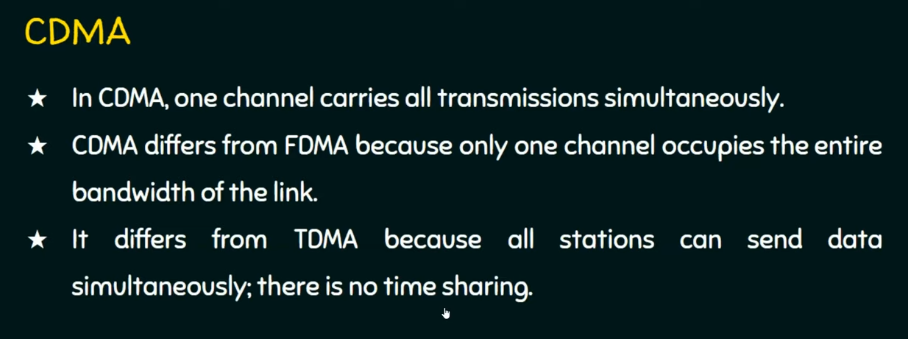 CDMA
★ In CDMA, one channel carries all transmissions simultaneously.
★ CDMA differs from FDMA because only one channel occupies the entire
bandwidth of the link.
★ It differs from TDMA because all stations can send data
simultaneously; there is no time sharing.